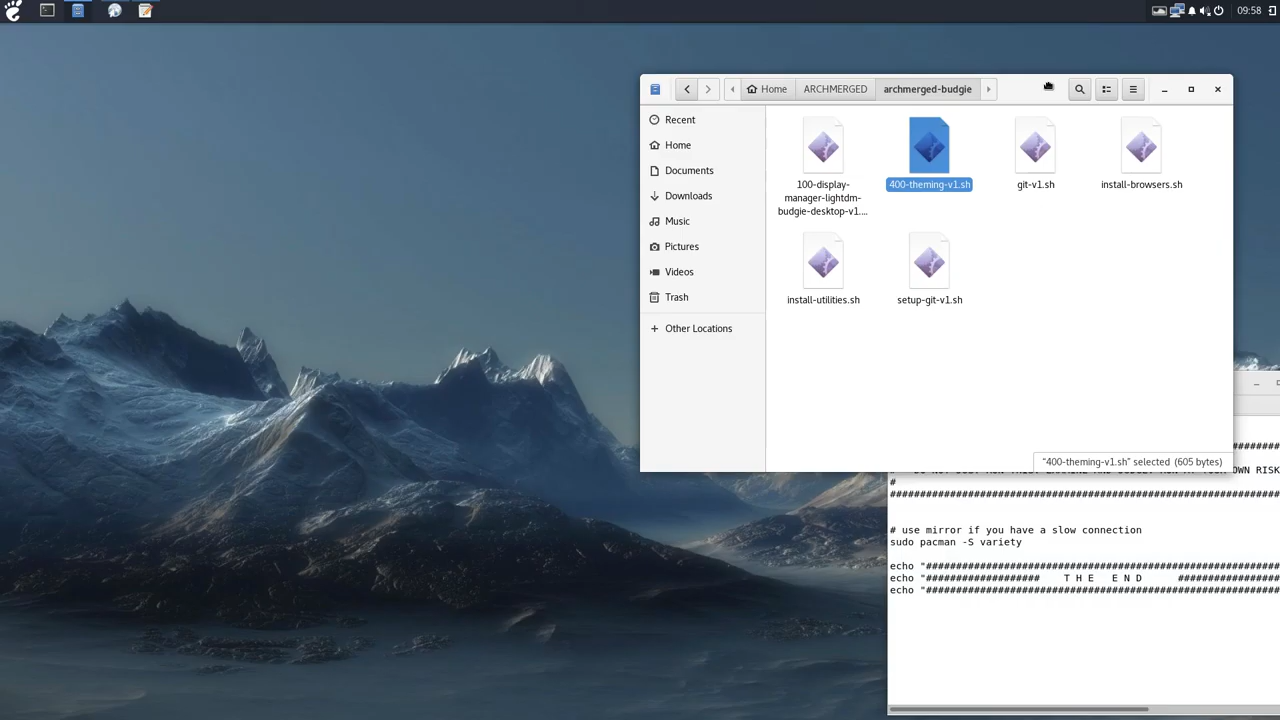 09:58
Home
ARCHMERGED
archmerged-budgie
Recent
Home
Documents
Downloads
Music
Pictures
Videos
Trash
Other Locations
100-display-
manager-lightdm-
budgie-desktop-v1....
400-theming-v1.sh
git-v1.sh
install-browsers.sh
install-utilities.sh
setup-git-v1.sh
"400-theming-v1.sh" selected (605 bytes)
########
OWN RISK
#
#################################################################
# use mirror if you have a slow connection
sudo pacman -S variety
echo "###########################################################
echo "################### T H E E N D #################
echo "###########################################################